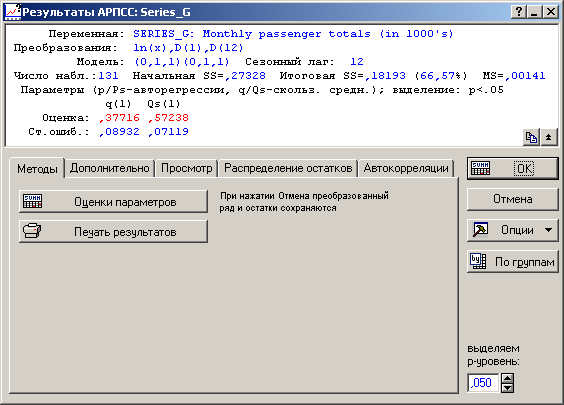 Результаты АРПСС: Series_G
Переменная: SERIES_G: Monthly passenger totals (in 1000's)
Преобразования: ln(x),D(1),D(12)
Модель: (0,1,1)(0,1,1) Сезонный лаг: 12
Число набл.:131 Начальная SS=,27328 Итоговая SS=,18193 (66,57%) MS=,00141
Параметры (p/Ps-авторегрессии, q/Qs-скольз. средн.); выделение: p<.05
q(1) Qs(1)
Оценка: ,37716 ,57238
Ст.ошиб.: ,08932 ,07119
Методы Дополнительно Просмотр Распределение остатков Автокорреляции
Оценки параметров
Печать результатов
При нажатии Отмена преобразованный
ряд и остатки сохраняются
OK
Отмена
Опции
По группам
выделяем
p-уровень:
,050